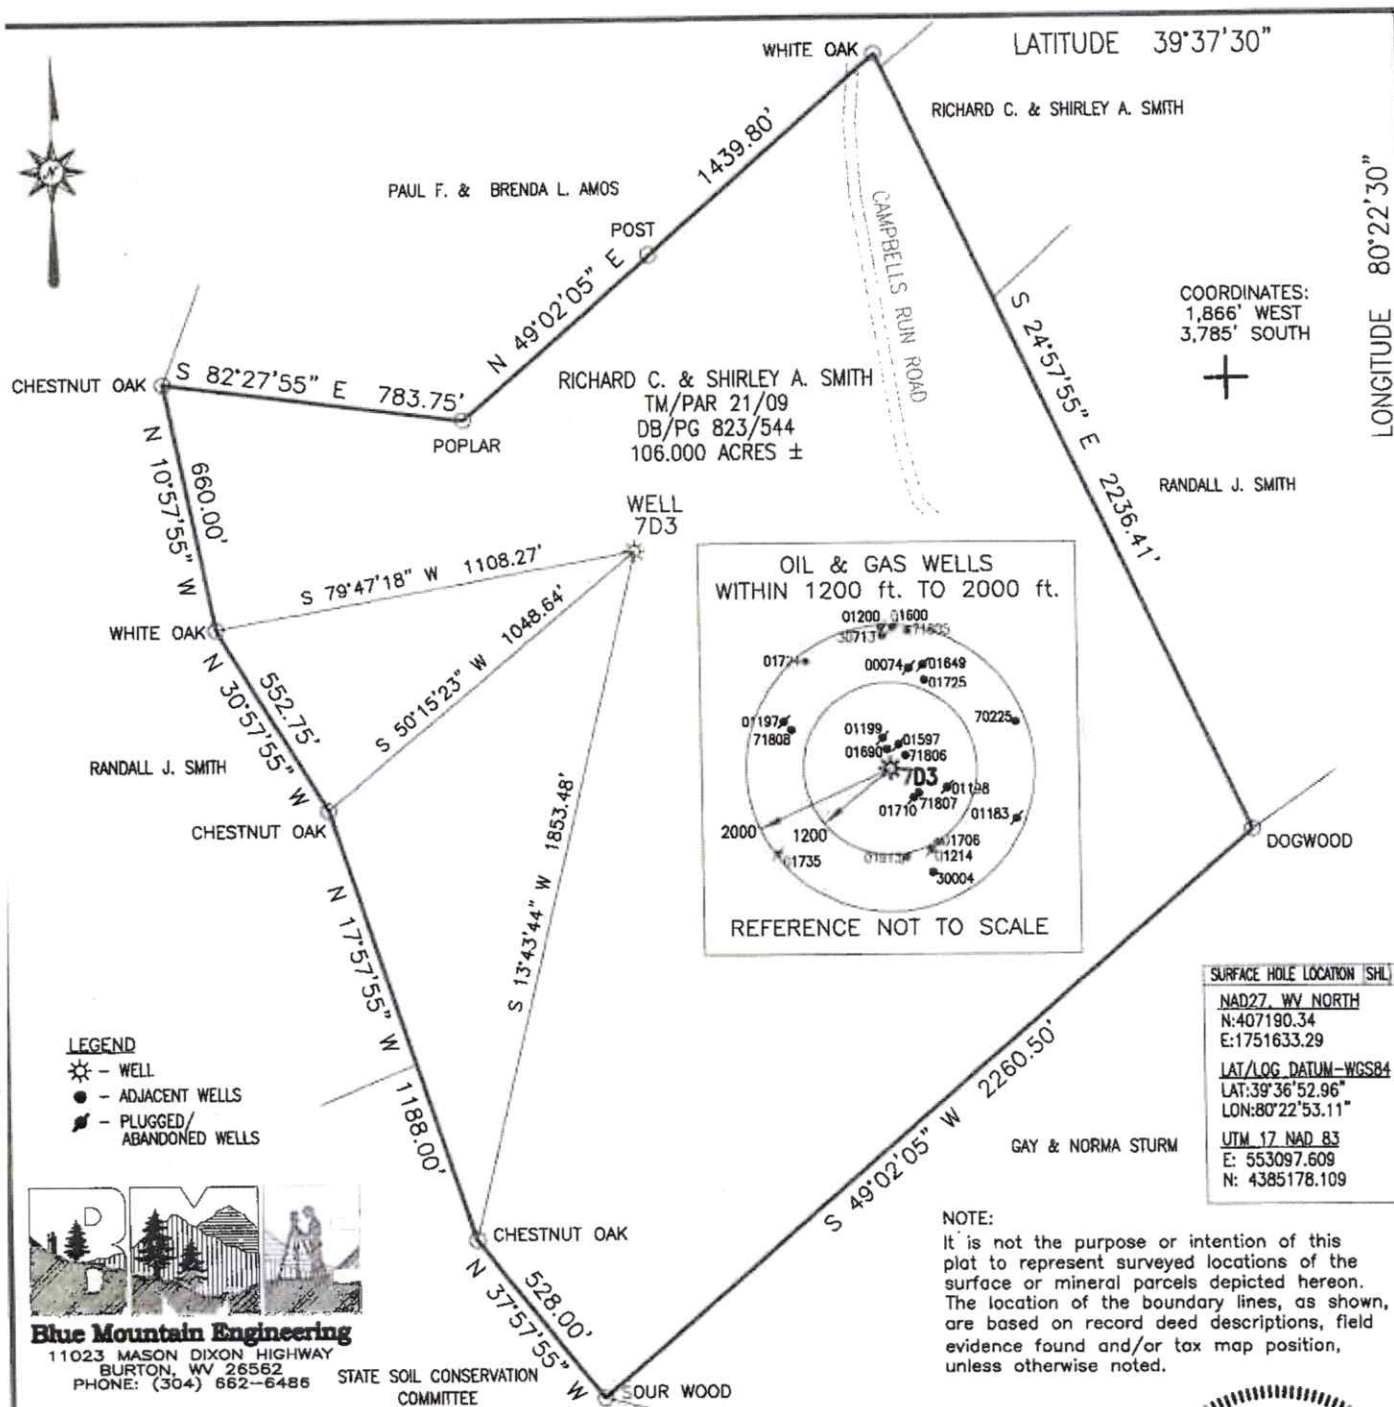 LATITUDE 39°37'30"
WHITE OAK
RICHARD C. & SHIRLEY A. SMITH
LONGITUDE 80°22'30"
N
1439.80'
PAUL F. & BRENDA L. AMOS
POST
CAMPBELLS RUN ROAD
N 49°02'05" E
COORDINATES:
1,866' WEST
3,785' SOUTH
CHESTNUT OAK
S 82°27'55" E 783.75'
POPLAR
RICHARD C. & SHIRLEY A. SMITH
TM/PAR 21/09
DB/PG 823/544
106.000 ACRES ±
S 24°57'55" E 2236.41'
RANDALL J. SMITH
660.00'
N 10°57'55" W
WELL
7D3
S 79°47'18" W 1108.27'
WHITE OAK
S 50°15'23" W 1048.64'
552.75'
N 30°57'55" W
RANDALL J. SMITH
CHESTNUT OAK
S 13°43'44" W 1853.48'
OIL & GAS WELLS
WITHIN 1200 ft. TO 2000 ft.
01200 01600
30713
00074 01649
01725
01197
71808
70225
01199
01597
01690
71806
7D3
01198
71807
01710
01183
2000
1200
01735
01706
01214
30004
REFERENCE NOT TO SCALE
DOGWOOD
N 17°57'55" W 1188.00'
LEGEND
- WELL
- ADJACENT WELLS
- PLUGGED/
ABANDONED WELLS
S 49°02'05" W 2260.50'
GAY & NORMA STURM
SURFACE HOLE LOCATION (SHL)
NAD27, WV NORTH
N:407190.34
E:1751633.29
LAT/LOG DATUM-WGS84
LAT:39°36'52.96"
LON:80°22'53.11"
UTM 17 NAD 83
E: 553097.609
N: 4385178.109
CHESTNUT OAK
528.00'
N 37°57'55" W
SOUR WOOD
BM
Blue Mountain Engineering
11023 MASON DIXON HIGHWAY
BURTON, WV 26562
PHONE: (304) 662-6486
STATE SOIL CONSERVATION
COMMITTEE
NOTE:
It is not the purpose or intention of this
plat to represent surveyed locations of the
surface or mineral parcels depicted hereon.
The location of the boundary lines, as shown,
are based on record deed descriptions, field
evidence found and/or tax map position,
unless otherwise noted.